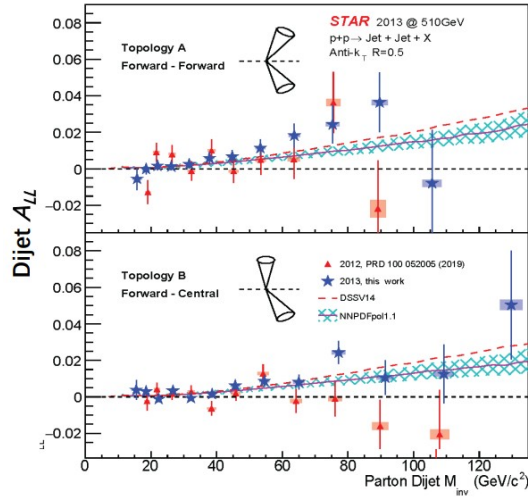 Dijet A_LL
0.08
0.06
0.04
0.02
0
−0.02
STAR 2013 @ 510GeV
p+p→ Jet + Jet + X
Anti-k_T R=0.5
Topology A
Forward - Forward
0.08
0.06
0.04
0.02
0
−0.02
Topology B
Forward - Central
2012, PRD 100 052005 (2019)
2013, this work
DSSV14
NNPDFpol1.1
LL
0 20 40 60 80 100 120
Parton Dijet M_inv (GeV/c²)